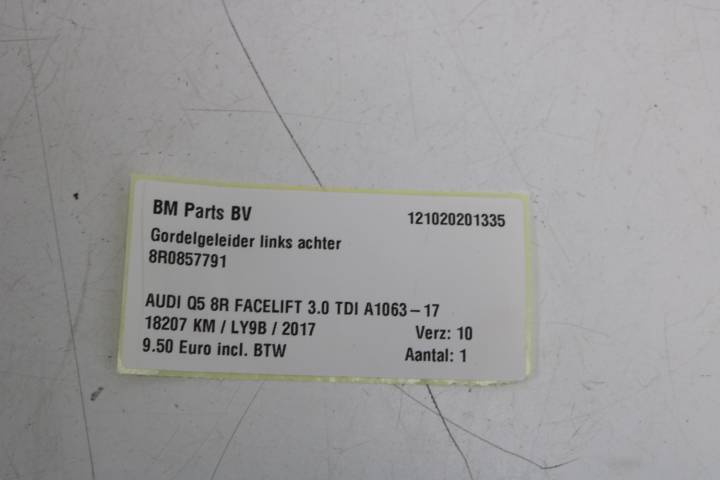 BM Parts BV 121020201335
Gordelgeleider links achter
8R0857791
AUDI Q5 8R FACELIFT 3.0 TDI A1063-17
18207 KM / LY9B / 2017 Verz: 10
9.50 Euro incl. BTW Aantal: 1